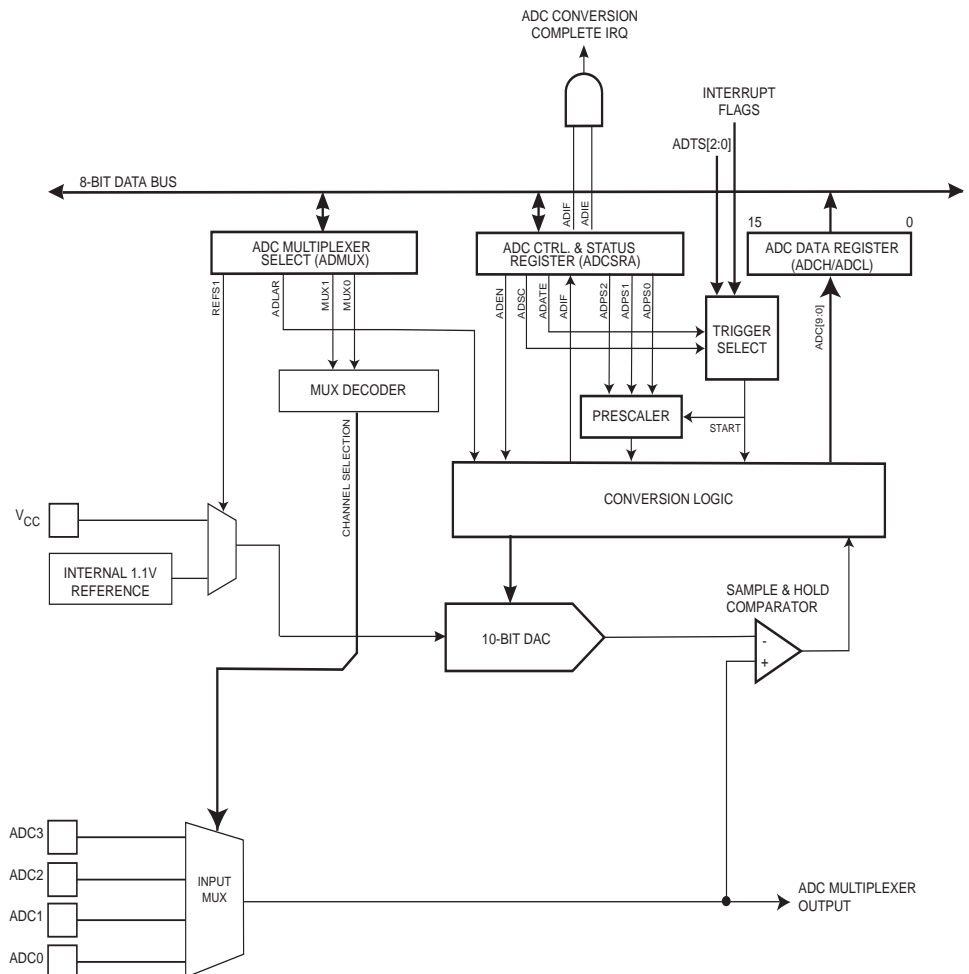 ADC CONVERSION
COMPLETE IRQ
INTERRUPT
FLAGS
ADTS[2:0]
8-BIT DATA BUS
ADIF
ADIE
15
0
ADC MULTIPLEXER
SELECT (ADMUX)
ADC CTRL. & STATUS
REGISTER (ADCSRA)
ADC DATA REGISTER
(ADCH/ADCL)
REFS1
ADLAR
MUX1
MUX0
ADEN
ADSC
ADATE
ADIF
ADPS2
ADPS1
ADPS0
ADC[9:0]
TRIGGER
SELECT
MUX DECODER
PRESCALER
START
CHANNEL SELECTION
CONVERSION LOGIC
VCC
INTERNAL 1.1V
REFERENCE
SAMPLE & HOLD
COMPARATOR
10-BIT DAC
-
+
ADC3
ADC2
ADC1
ADC0
INPUT
MUX
ADC MULTIPLEXER
OUTPUT